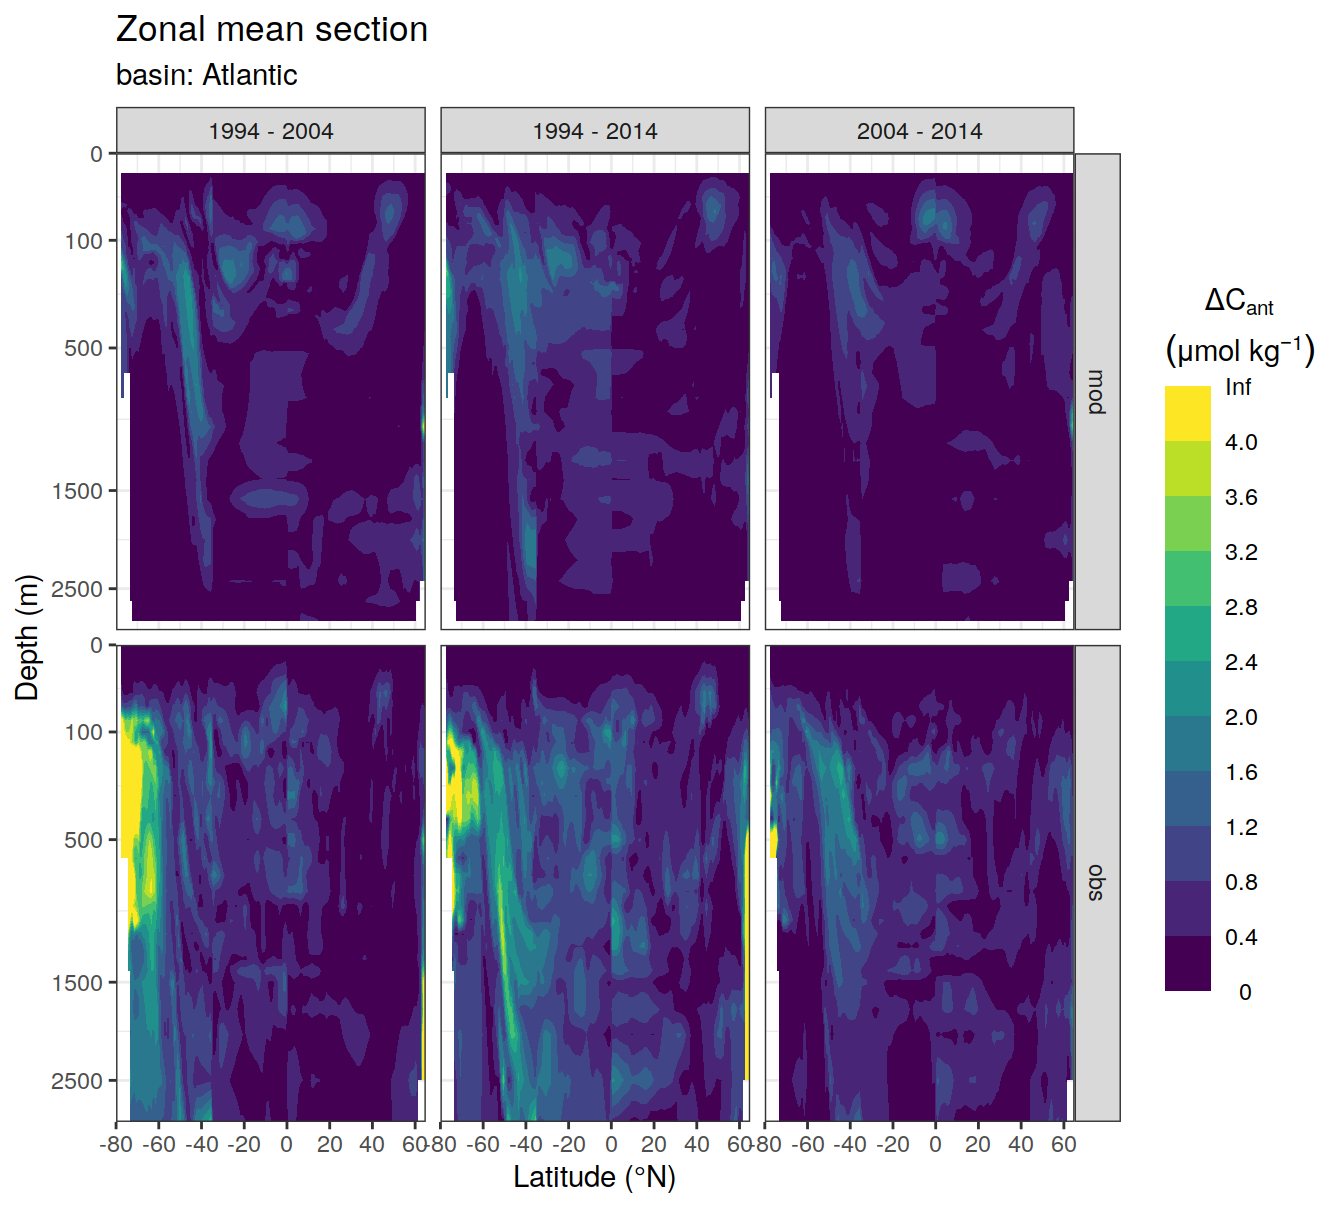 Zonal mean section
basin: Atlantic
1994 - 2004
1994 - 2014
2004 - 2014
0
100
500
1500
2500
mod
0
100
500
1500
2500
obs
Depth (m)
-80 -60 -40 -20 0 20 40 60
-80 -60 -40 -20 0 20 40 60
-80 -60 -40 -20 0 20 40 60
Latitude (°N)
ΔCant
(μmol kg⁻¹)
Inf
4.0
3.6
3.2
2.8
2.4
2.0
1.6
1.2
0.8
0.4
0